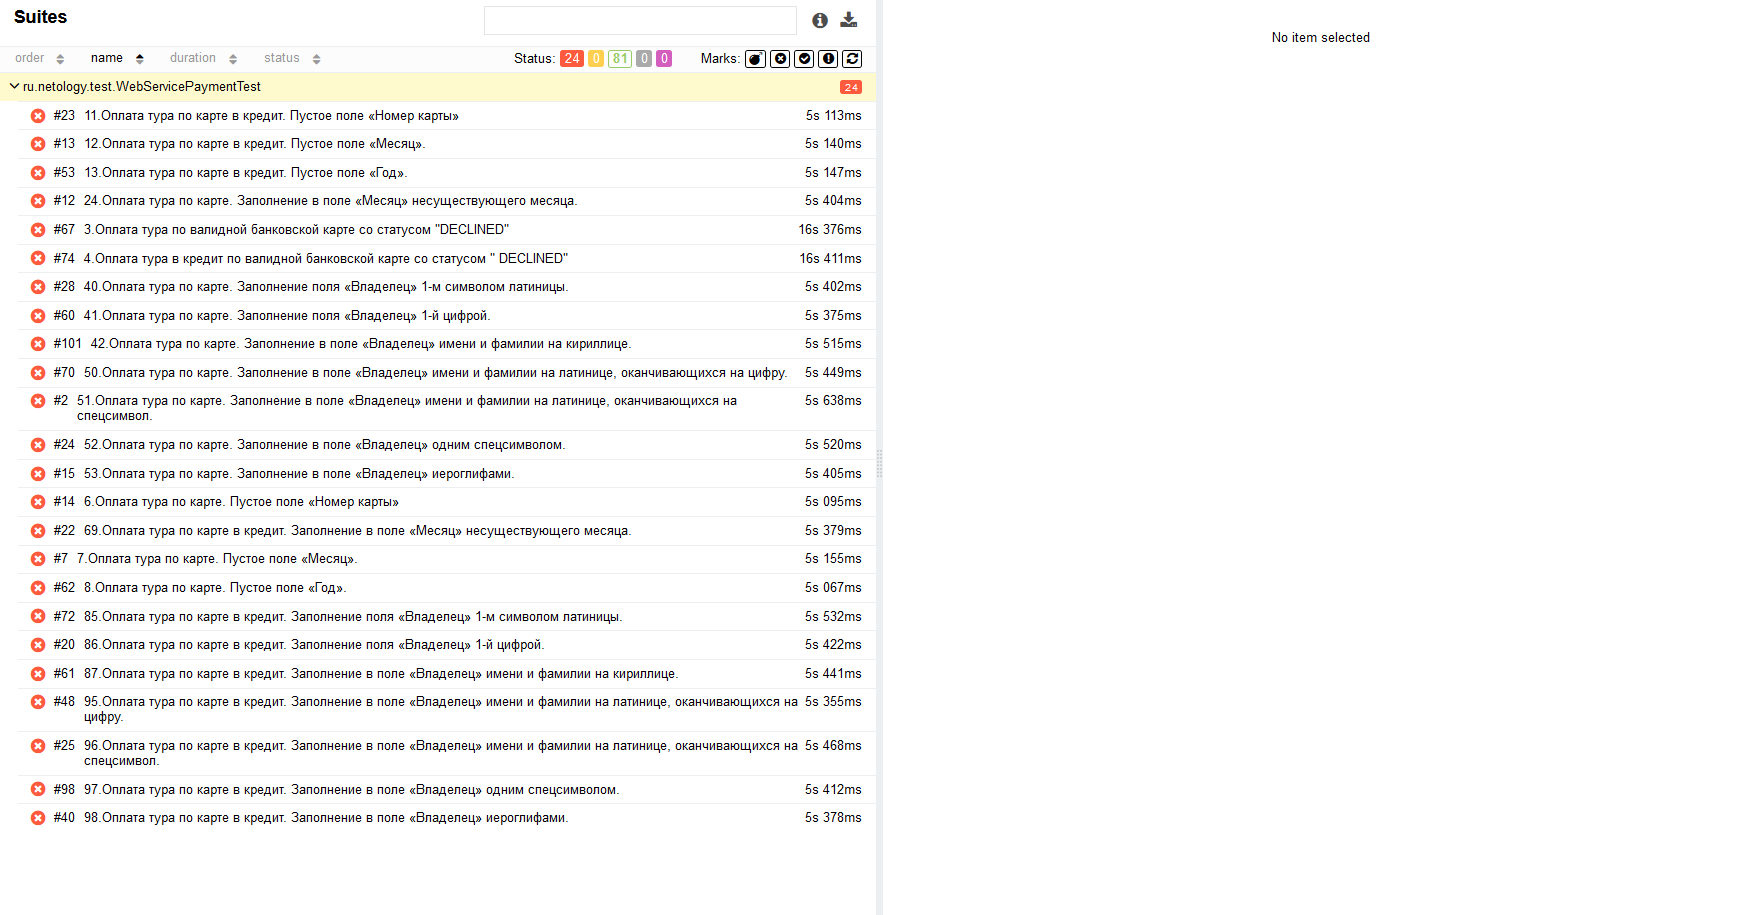 Suites
No item selected
order name duration status Status: 24 0 81 0 0 Marks:
ru.netology.test.WebServicePaymentTest 24
#23 11.Оплата тура по карте в кредит. Пустое поле «Номер карты» 5s 113ms
#13 12.Оплата тура по карте в кредит. Пустое поле «Месяц». 5s 140ms
#53 13.Оплата тура по карте в кредит. Пустое поле «Год». 5s 147ms
#12 24.Оплата тура по карте. Заполнение в поле «Месяц» несуществующего месяца. 5s 404ms
#67 3.Оплата тура по валидной банковской карте со статусом "DECLINED" 16s 376ms
#74 4.Оплата тура в кредит по валидной банковской карте со статусом " DECLINED" 16s 411ms
#28 40.Оплата тура по карте. Заполнение поля «Владелец» 1-м символом латиницы. 5s 402ms
#60 41.Оплата тура по карте. Заполнение поля «Владелец» 1-й цифрой. 5s 375ms
#101 42.Оплата тура по карте. Заполнение в поле «Владелец» имени и фамилии на кириллице. 5s 515ms
#70 50.Оплата тура по карте. Заполнение в поле «Владелец» имени и фамилии на латинице, оканчивающихся на цифру. 5s 449ms
#2 51.Оплата тура по карте. Заполнение в поле «Владелец» имени и фамилии на латинице, оканчивающихся на 5s 638ms
спецсимвол.
#24 52.Оплата тура по карте. Заполнение в поле «Владелец» одним спецсимволом. 5s 520ms
#15 53.Оплата тура по карте. Заполнение в поле «Владелец» иероглифами. 5s 405ms
#14 6.Оплата тура по карте. Пустое поле «Номер карты» 5s 095ms
#22 69.Оплата тура по карте в кредит. Заполнение в поле «Месяц» несуществующего месяца. 5s 379ms
#7 7.Оплата тура по карте. Пустое поле «Месяц». 5s 155ms
#62 8.Оплата тура по карте. Пустое поле «Год». 5s 067ms
#72 85.Оплата тура по карте в кредит. Заполнение поля «Владелец» 1-м символом латиницы. 5s 532ms
#20 86.Оплата тура по карте в кредит. Заполнение поля «Владелец» 1-й цифрой. 5s 422ms
#61 87.Оплата тура по карте в кредит. Заполнение в поле «Владелец» имени и фамилии на кириллице. 5s 441ms
#48 95.Оплата тура по карте в кредит. Заполнение в поле «Владелец» имени и фамилии на латинице, оканчивающихся на 5s 355ms
цифру.
#25 96.Оплата тура по карте в кредит. Заполнение в поле «Владелец» имени и фамилии на латинице, оканчивающихся на 5s 468ms
спецсимвол.
#98 97.Оплата тура по карте в кредит. Заполнение в поле «Владелец» одним спецсимволом. 5s 412ms
#40 98.Оплата тура по карте в кредит. Заполнение в поле «Владелец» иероглифами. 5s 378ms